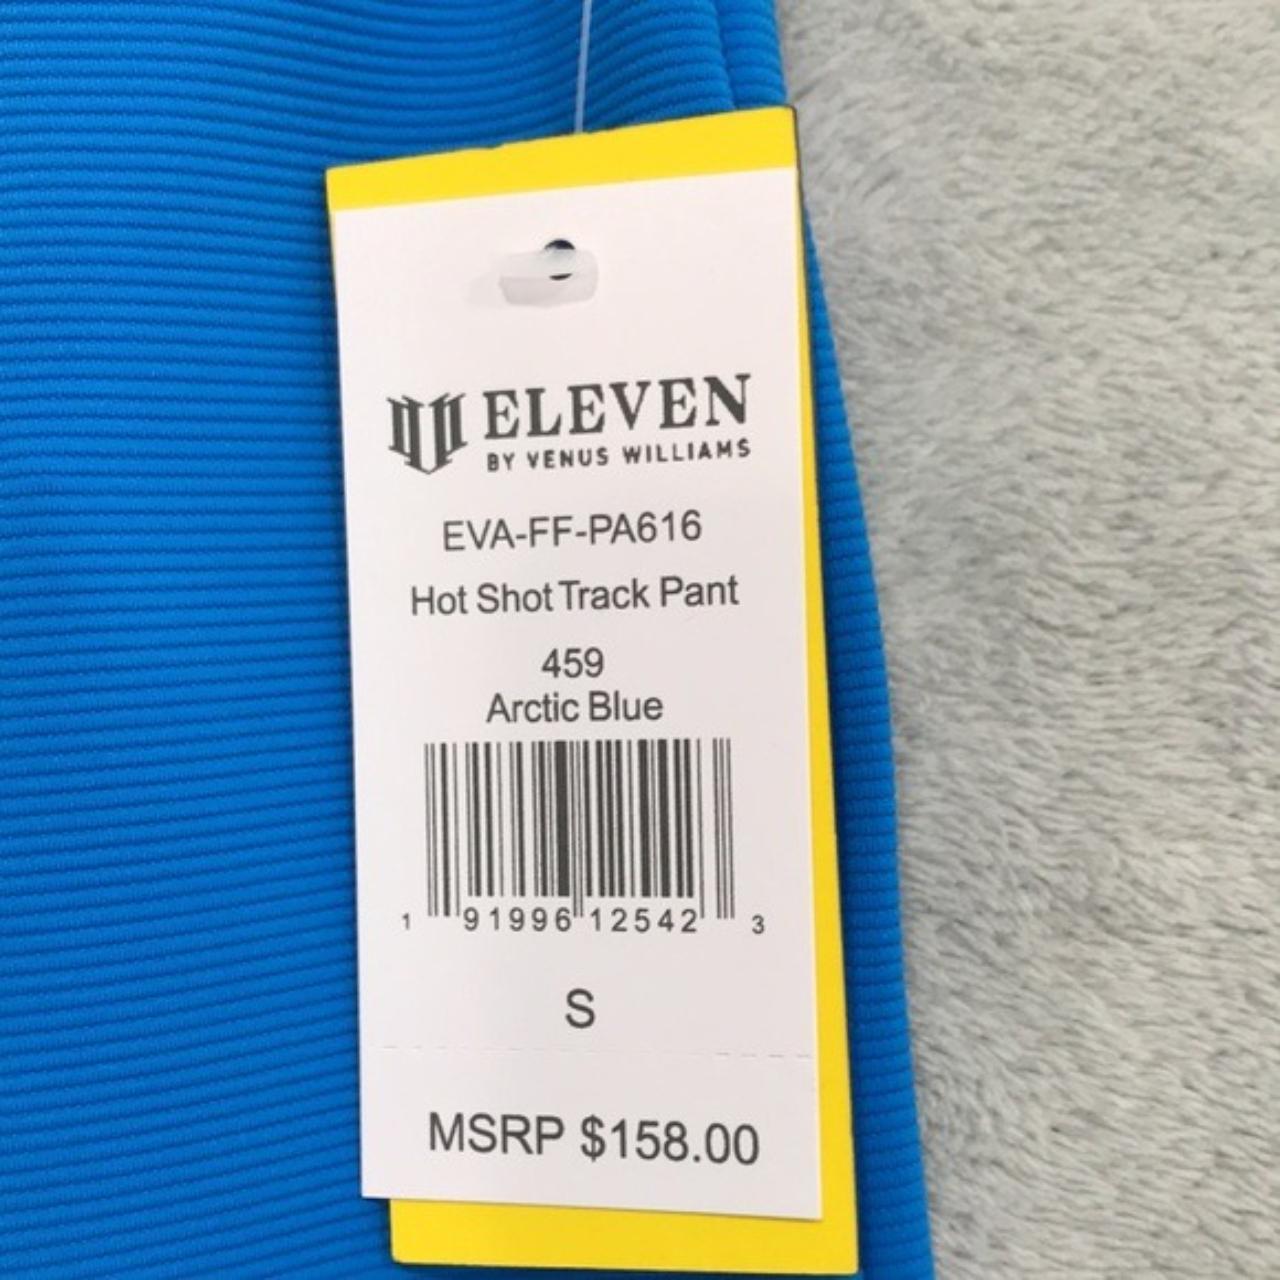 ELEVEN
BY VENUS WILLIAMS
EVA-FF-PA616
Hot Shot Track Pant
459
Arctic Blue
1 91996 12542 3
S
MSRP $158.00